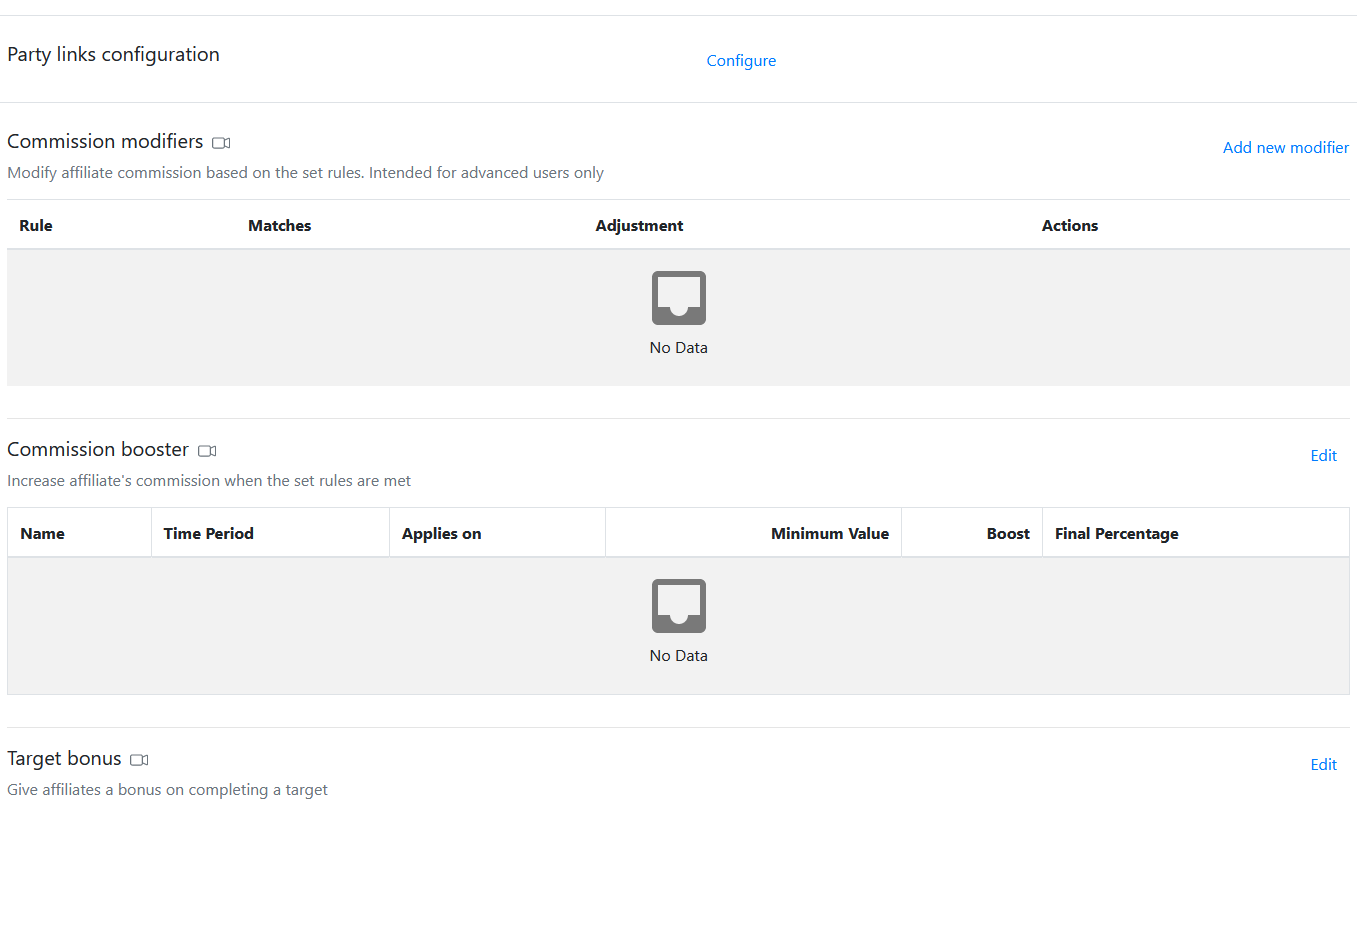 Party links configuration
Configure
Commission modifiers
Add new modifier
Modify affiliate commission based on the set rules. Intended for advanced users only
Rule Matches Adjustment Actions
No Data
Commission booster
Edit
Increase affiliate's commission when the set rules are met
Name Time Period Applies on Minimum Value Boost Final Percentage
No Data
Target bonus
Edit
Give affiliates a bonus on completing a target